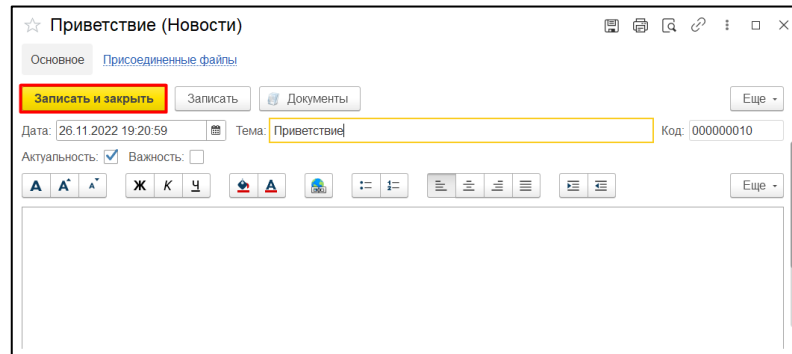 Приветствие (Новости)
Основное Присоединенные файлы
Записать и закрыть Записать Документы Еще
Дата: 26.11.2022 19:20:59 Тема: Приветствие Код: 000000010
Актуальность: Важность:
А А А Ж К Ч А Еще